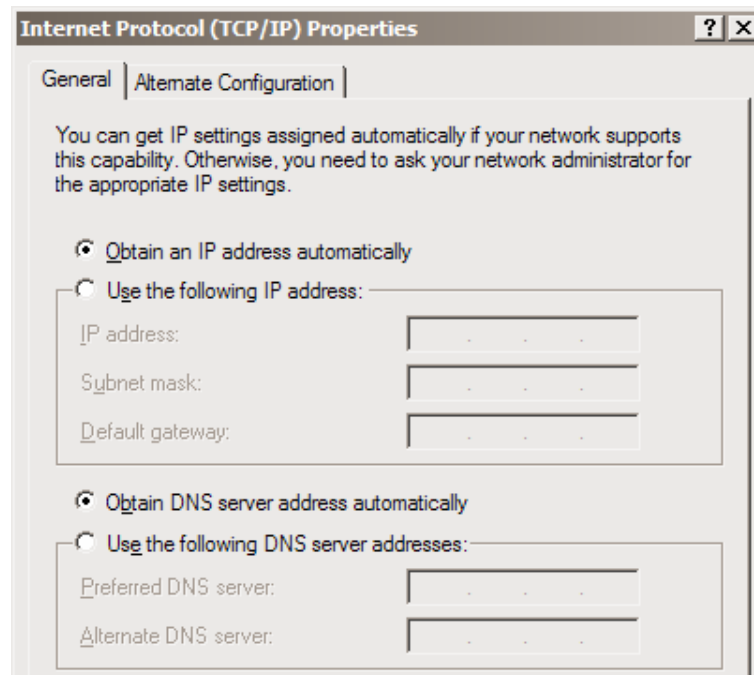 Internet Protocol (TCP/IP) Properties
General
Alternate Configuration
You can get IP settings assigned automatically if your network supports
this capability. Otherwise, you need to ask your network administrator for
the appropriate IP settings.
Obtain an IP address automatically
Use the following IP address:
IP address:
Subnet mask:
Default gateway:
Obtain DNS server address automatically
Use the following DNS server addresses:
Preferred DNS server:
Alternate DNS server: